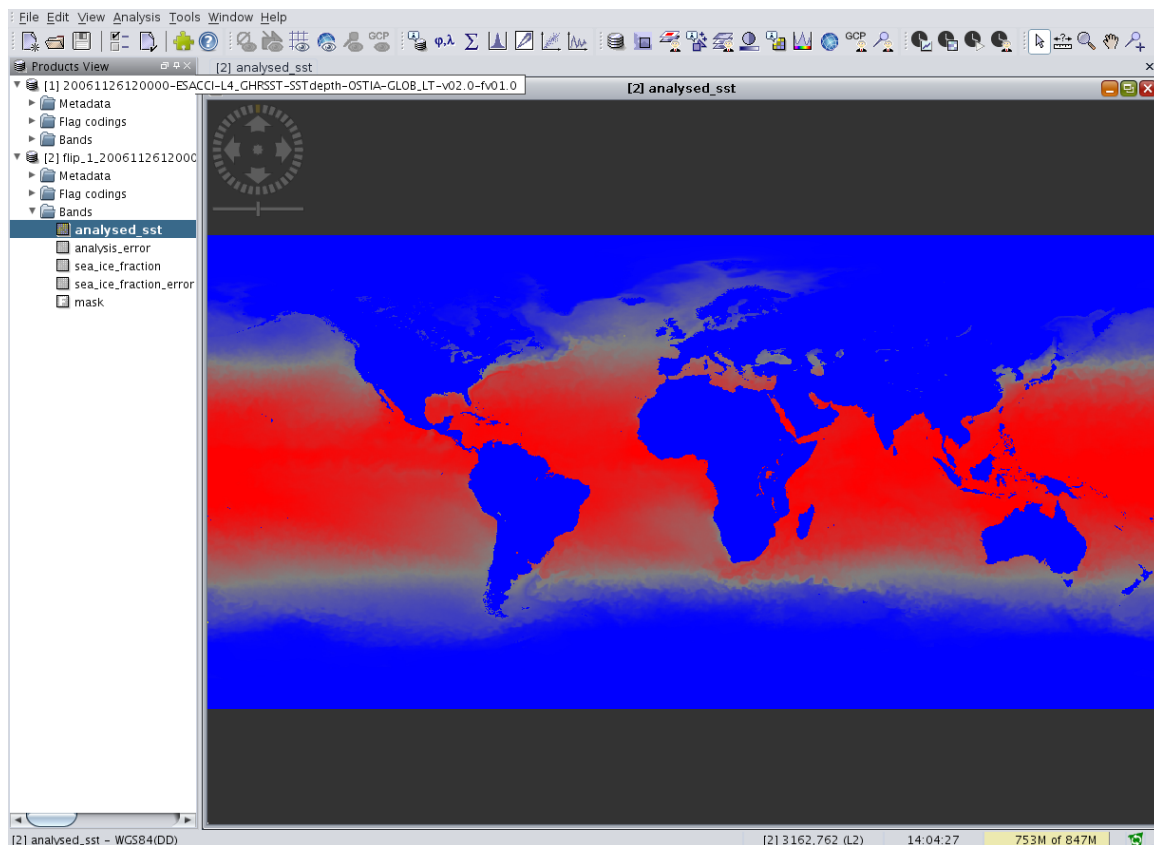 File Edit View Analysis Tools Window Help
GCP φ,λ Σ GCP
Products View
[2] analysed_sst
[1] 20061126120000-ESACCI-L4_GHRSST-SSTdepth-OSTIA-GLOB_LT-v02.0-fv01.0
[2] analysed_sst
Metadata
Flag codings
Bands
[2] flip_1_2006112612000
Metadata
Flag codings
Bands
analysed_sst
analysis_error
sea_ice_fraction
sea_ice_fraction_error
mask
[2] analysed_sst - WGS84(DD)
[2] 3162,762 (L2)
14:04:27
753M of 847M